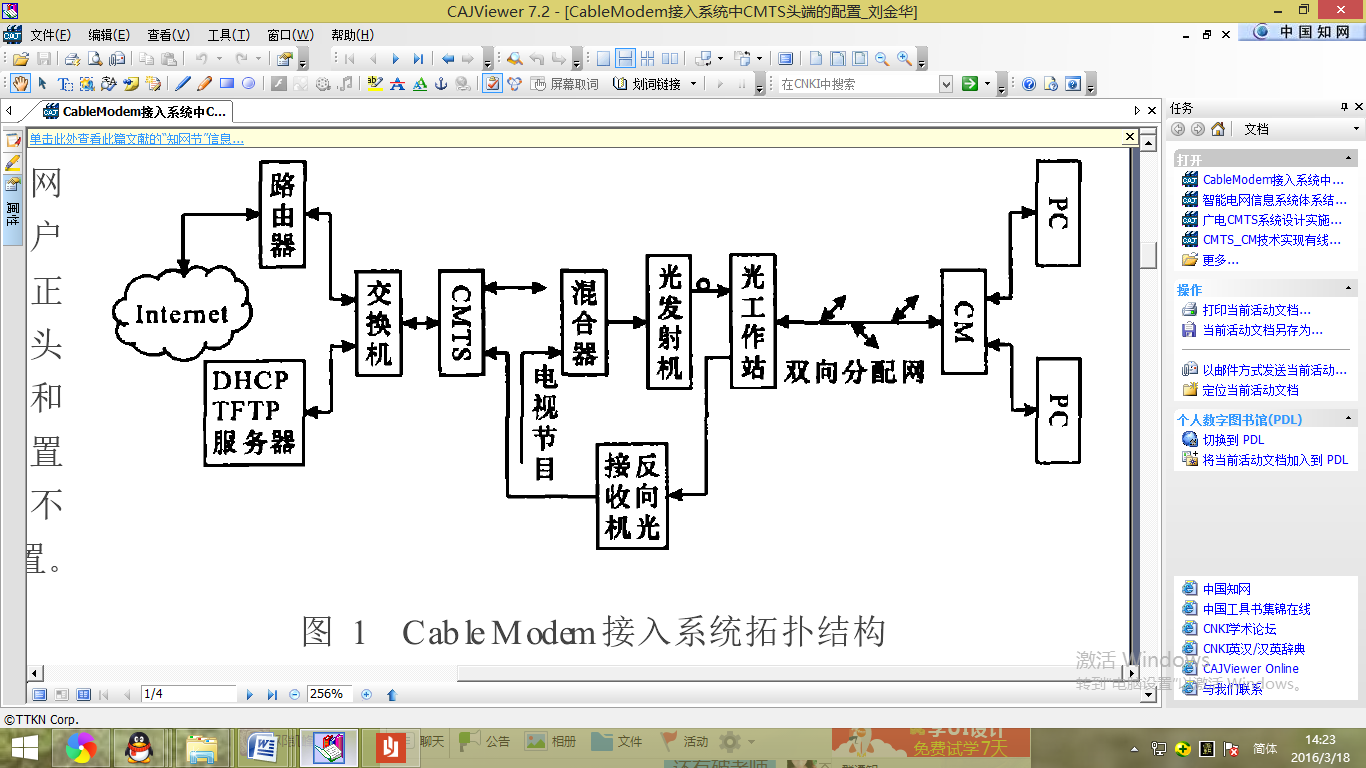 CAJViewer 7.2 - [CableModem接入系统中CMTS头端的配置_刘金华]
文件(F) 编辑(E) 查看(V) 工具(T) 窗口(W) 帮助(H)
中国知网
屏幕取词 划词链接 在CNKI中搜索
CableModem接入系统中C...
单击此处查看此篇文献的"知网节"信息...
属性
网
户
正
头
和
置
不
置。
路由器
Internet
交换机
DHCP
TFTP
服务器
CMTS
混合器
电视节目
光发射机
光工作站
反向光
接收机
双向分配网
CM
PC
PC
图 1 Cable Modem 接入系统拓扑结构
1/4
256%
任务
文档
打开
CableModem接入系统中...
智能电网信息系统体系结...
广电CMTS系统设计实施...
CMTS_CM技术实现有线...
更多...
操作
打印当前活动文档...
当前活动文档另存为...
以邮件方式发送当前活动...
定位当前活动文档
个人数字图书馆(PDL)
切换到 PDL
将当前活动文档加入到 PDL
中国知网
中国工具书集锦在线
CNKI学术论坛
CNKI英汉/汉英辞典
CAJViewer Online
与我们联系
激活 Windows
转到"电脑设置"以激活 Windows。
©TTKN Corp.
聊天 公告 相册 文件 活动
免费试学7天
简体
14:23
2016/3/18